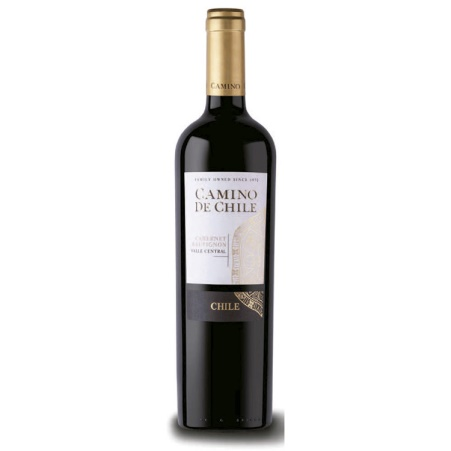 CAMINO
FAMILY OWNED SINCE
CAMINO
DE CHILE
CABERNET
SAUVIGNON
VALLE CENTRAL
CHILE